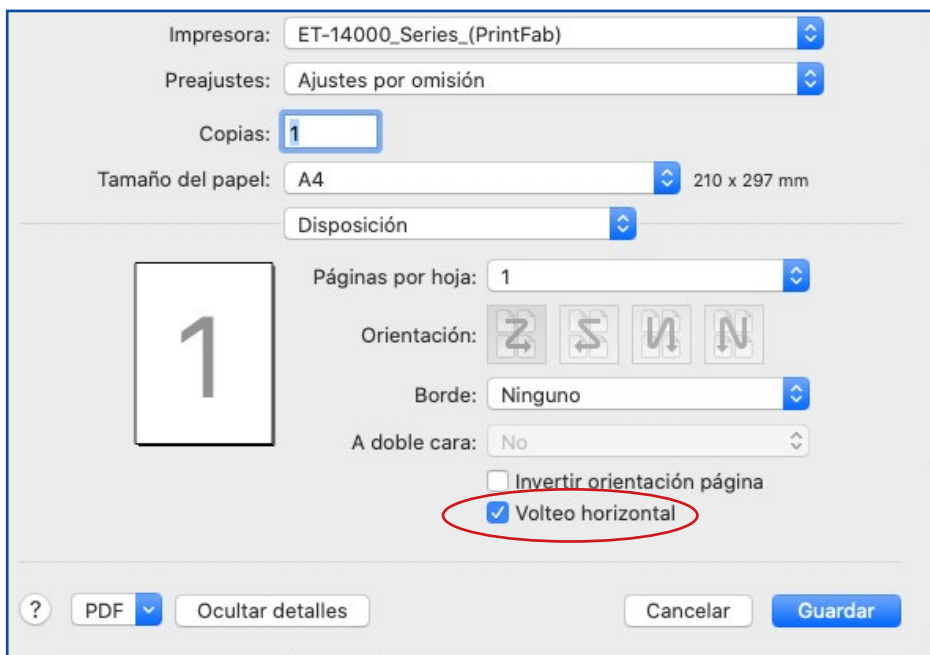 Impresora: ET-14000_Series_(PrintFab)
Preajustes: Ajustes por omisión
Copias: 1
Tamaño del papel: A4 210 x 297 mm
Disposición
Páginas por hoja: 1
1
Orientación:
Borde: Ninguno
A doble cara: No
Invertir orientación página
Volteo horizontal
? PDF Ocultar detalles Cancelar Guardar